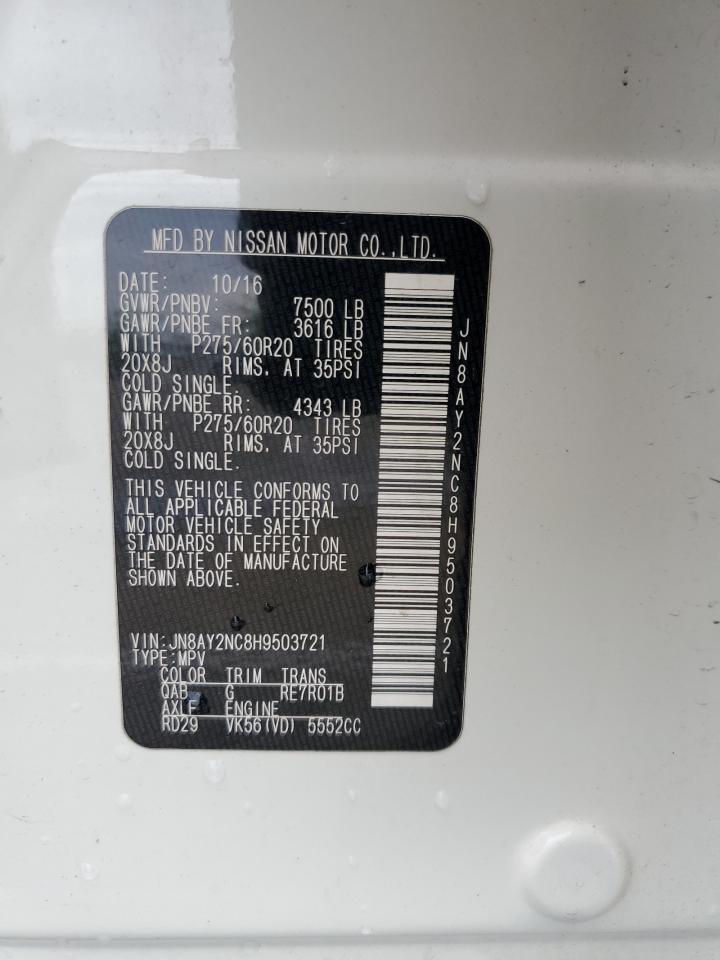 MFD BY NISSAN MOTOR CO.,LTD.
DATE: 10/16
GVWR/PNBV: 7500 LB
GAWR/PNBE FR: 3616 LB
WITH P275/60R20 TIRES
20X8J RIMS, AT 35PSI
COLD SINGLE.
GAWR/PNBE RR: 4343 LB
WITH P275/60R20 TIRES
20X8J RIMS, AT 35PSI
COLD SINGLE.
THIS VEHICLE CONFORMS TO
ALL APPLICABLE FEDERAL
MOTOR VEHICLE SAFETY
STANDARDS IN EFFECT ON
THE DATE OF MANUFACTURE
SHOWN ABOVE.
VIN:JN8AY2NC8H9503721
TYPE:MPV
COLOR TRIM TRANS
QAB G RE7R01B
AXLE ENGINE
RD29 VK56(VD) 5552CC
JN8AY2NC8H9503721